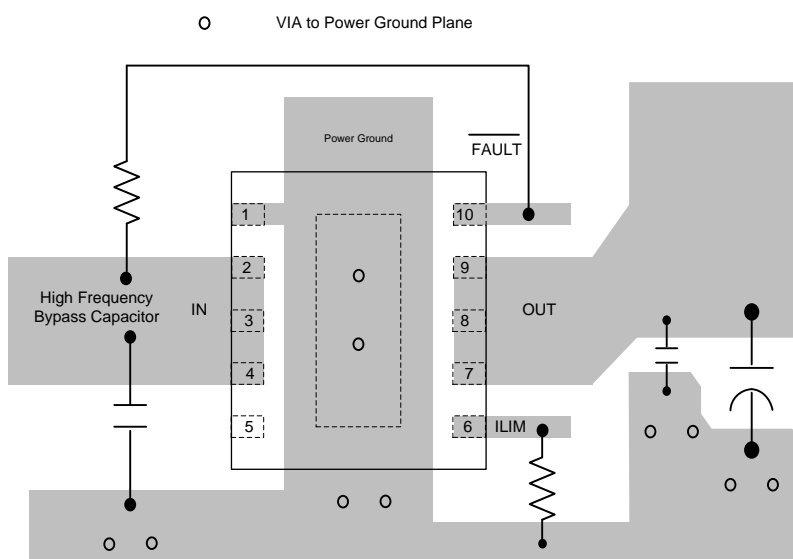 VIA to Power Ground Plane
Power Ground
FAULT
1
10
2
9
High Frequency
Bypass Capacitor
IN
3
8
OUT
4
7
5
6
ILIM